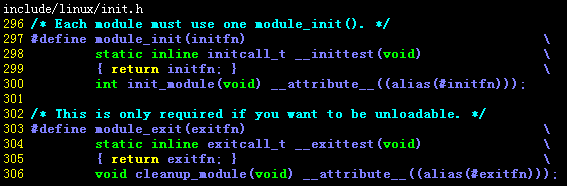 include/linux/init.h
296 /* Each module must use one module_init(). */
297 #define module_init(initfn) \
298 static inline initcall_t __inittest(void) \
299 { return initfn; } \
300 int init_module(void) __attribute__((alias(#initfn)));
301
302 /* This is only required if you want to be unloadable. */
303 #define module_exit(exitfn) \
304 static inline exitcall_t __exittest(void) \
305 { return exitfn; } \
306 void cleanup_module(void) __attribute__((alias(#exitfn)));